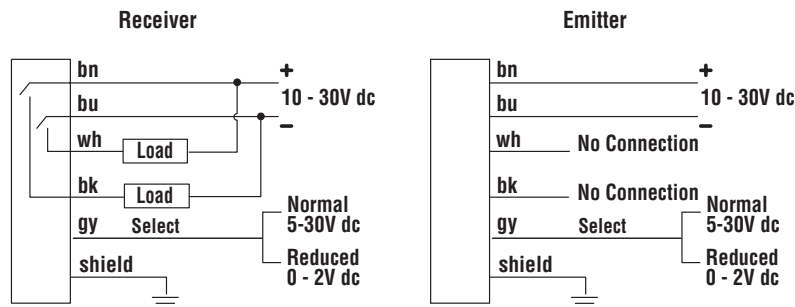 Receiver
bn
+
10 - 30V dc
bu
–
wh
Load
bk
Load
Normal
5-30V dc
gy
Select
Reduced
0 - 2V dc
shield
Emitter
bn
+
10 - 30V dc
bu
–
wh
No Connection
bk
No Connection
Normal
5-30V dc
gy
Select
Reduced
0 - 2V dc
shield